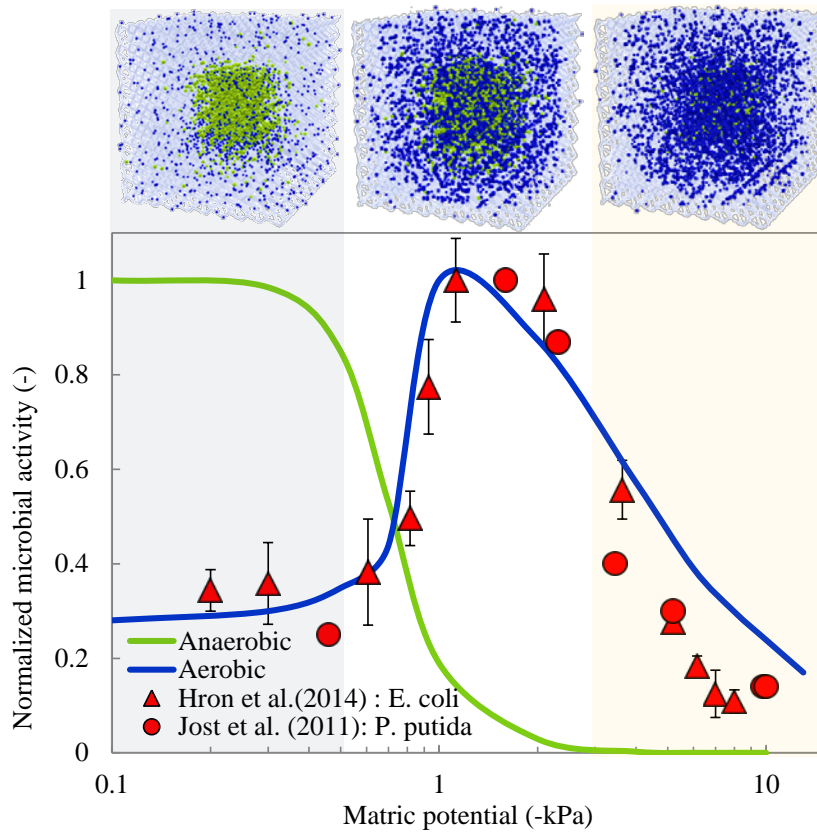 Normalized microbial activity (-)
1
0.8
0.6
0.4
0.2
0
Anaerobic
Aerobic
Hron et al.(2014) : E. coli
Jost et al. (2011): P. putida
0.1
1
10
Matric potential (-kPa)